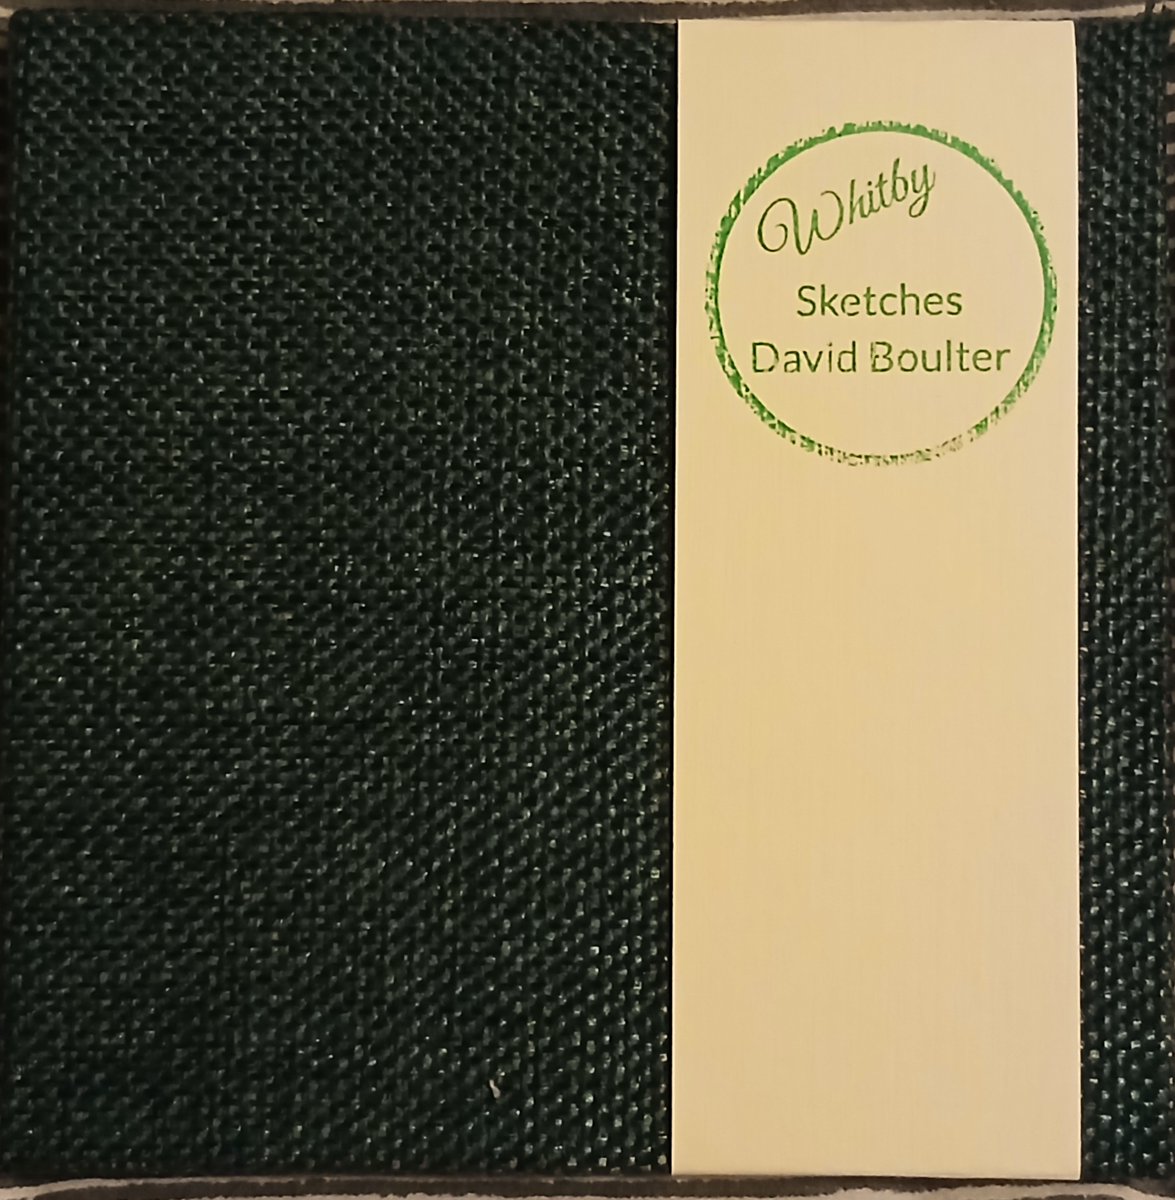 Whitby
Sketches
David Boulter